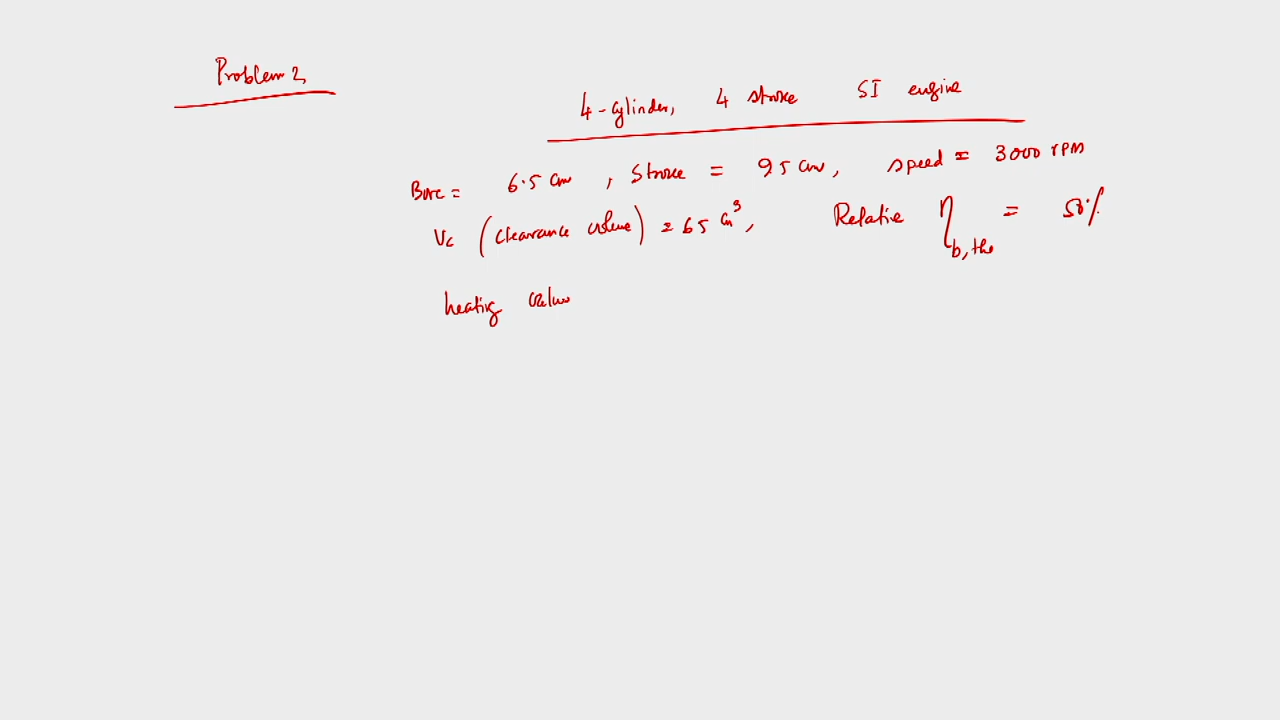 Problem 2
4-cylinder, 4 stroke SI engine
Bore = 6.5 cm, Stroke = 9.5 cm, speed = 3000 rpm
Vc (clearance volume) = 65 cm³, Relative η b,the = 50%
heating value